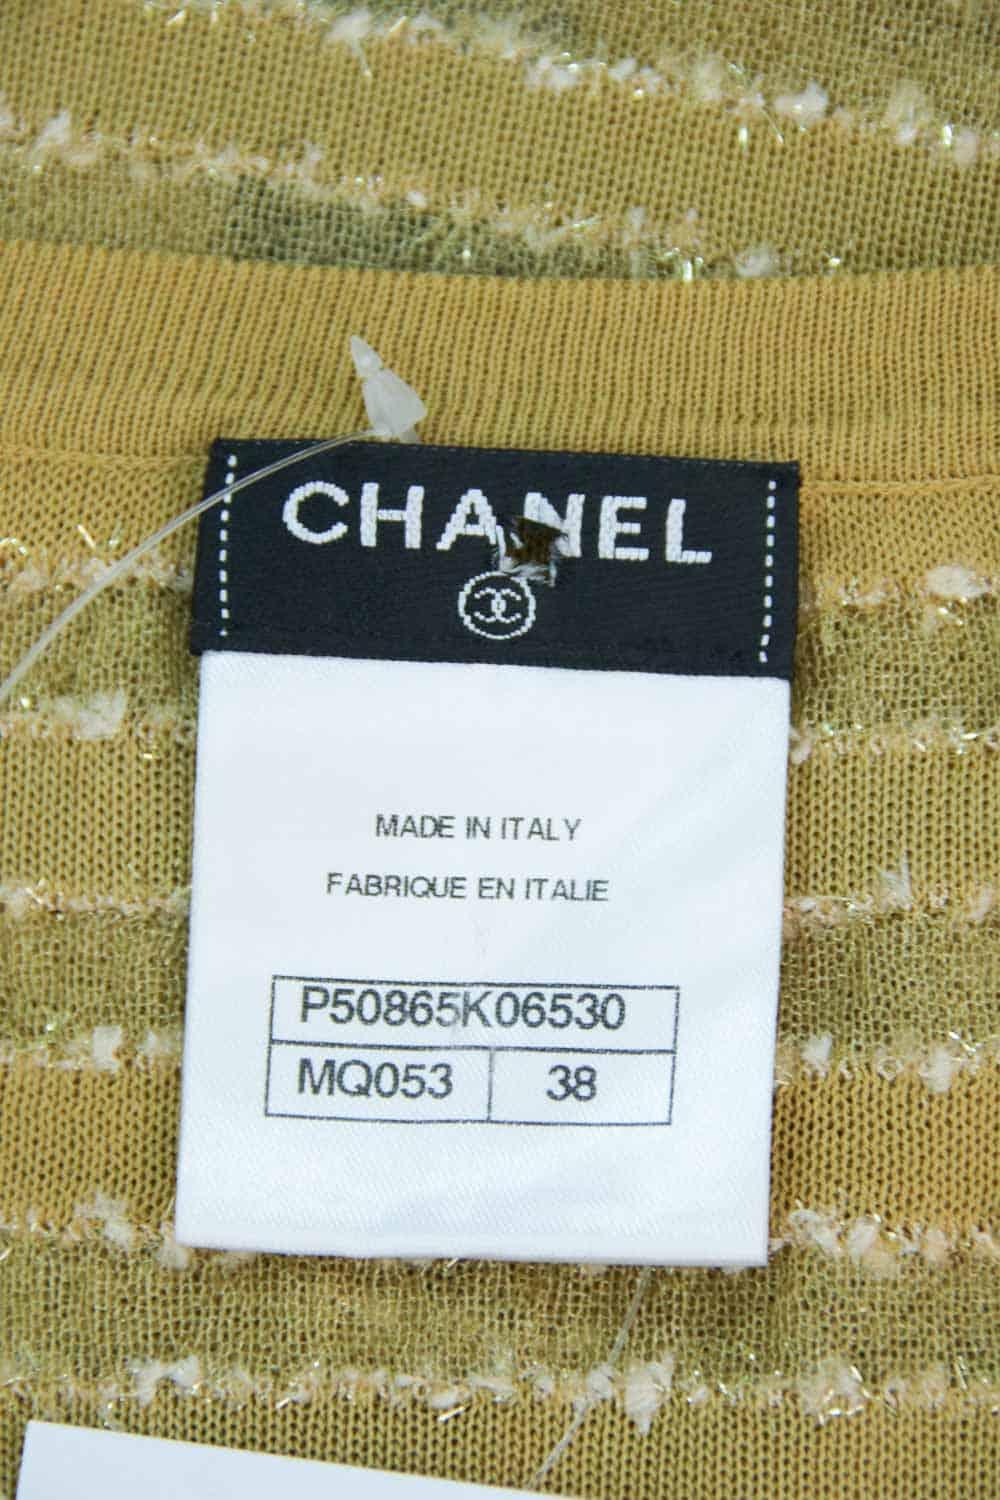 CHANEL
MADE IN ITALY
FABRIQUE EN ITALIE
P50865K06530
MQ053 38